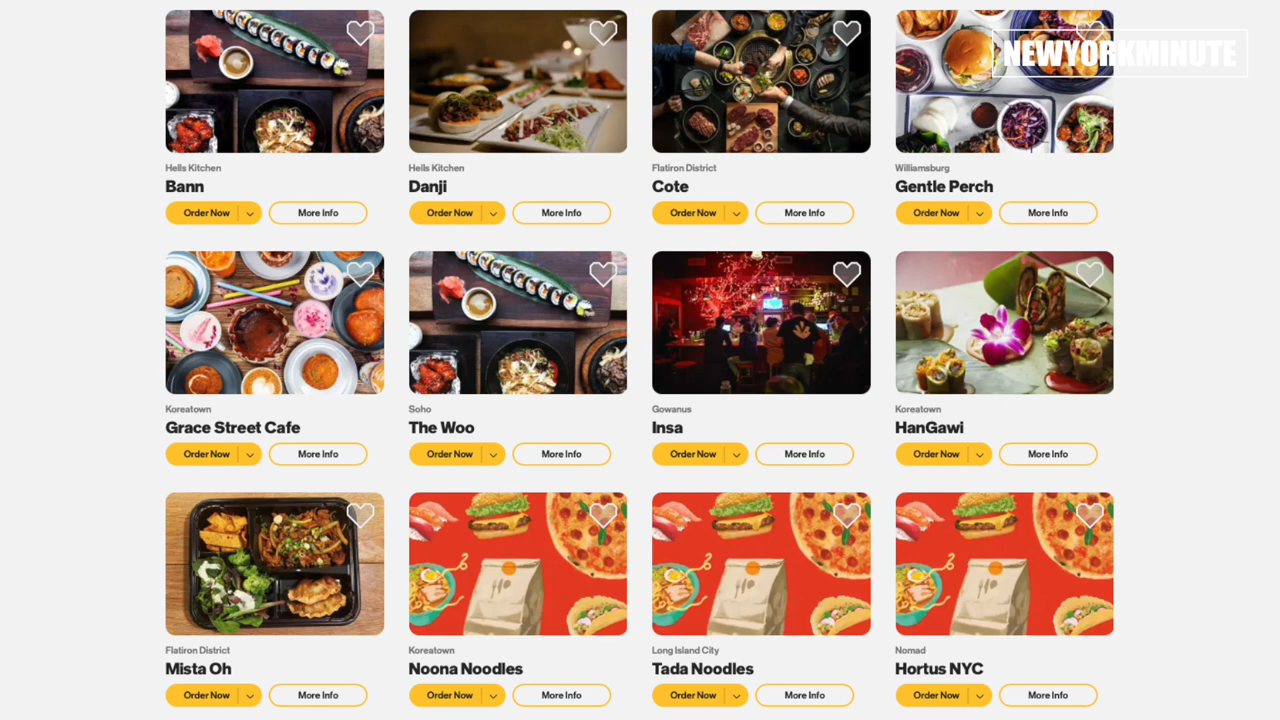 NEWYORKMINUTE
Hells Kitchen
Bann
Order Now
More Info
Hells Kitchen
Danji
Order Now
More Info
Flatiron District
Cote
Order Now
More Info
Williamsburg
Gentle Perch
Order Now
More Info
Koreatown
Grace Street Cafe
Order Now
More Info
Soho
The Woo
Order Now
More Info
Gowanus
Insa
Order Now
More Info
Koreatown
HanGawi
Order Now
More Info
Flatiron District
Mista Oh
Order Now
More Info
Koreatown
Noona Noodles
Order Now
More Info
Long Island City
Tada Noodles
Order Now
More Info
Nomad
Hortus NYC
Order Now
More Info